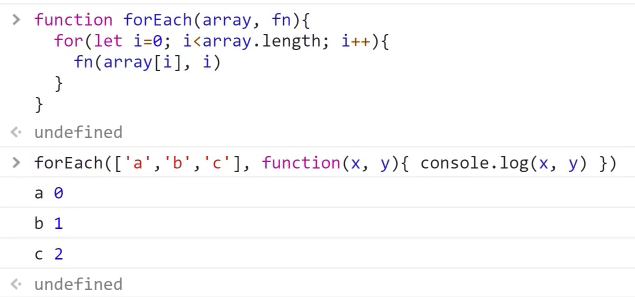 > function forEach(array, fn){
for(let i=0; i<array.length; i++){
fn(array[i], i)
}
}
<· undefined
> forEach(['a','b','c'], function(x, y){ console.log(x, y) })
a 0
b 1
c 2
<· undefined